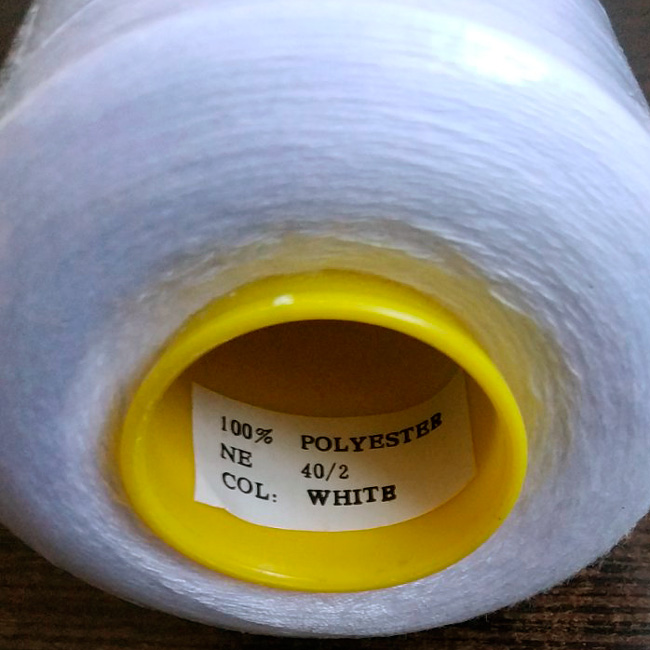 100% POLYESTER
NE 40/2
COL: WHITE